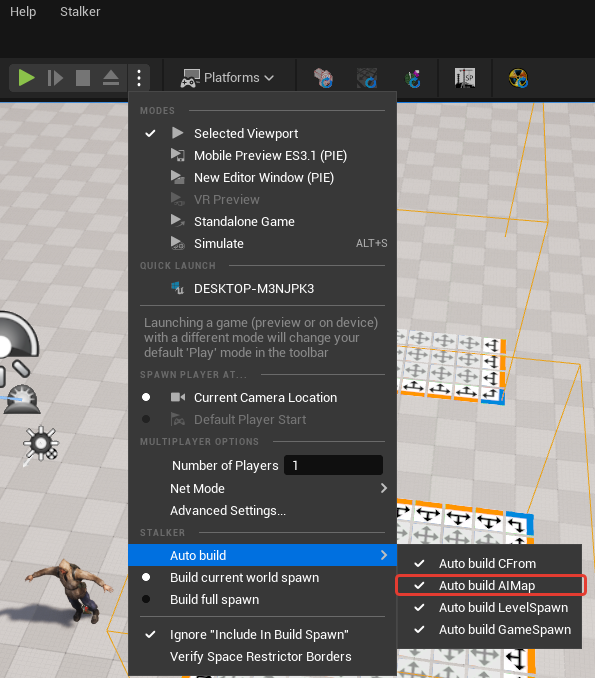 Help Stalker
Platforms
SP
MODES
Selected Viewport
Mobile Preview ES3.1 (PIE)
New Editor Window (PIE)
VR Preview
Standalone Game
Simulate ALT+S
QUICK LAUNCH
DESKTOP-M3NJPK3
Launching a game (preview or on device)
with a different mode will change your
default 'Play' mode in the toolbar
SPAWN PLAYER AT...
Current Camera Location
Default Player Start
MULTIPLAYER OPTIONS
Number of Players 1
Net Mode
Advanced Settings...
STALKER
Auto build
Build current world spawn
Build full spawn
Ignore "Include In Build Spawn"
Verify Space Restrictor Borders
Auto build CFrom
Auto build AIMap
Auto build LevelSpawn
Auto build GameSpawn